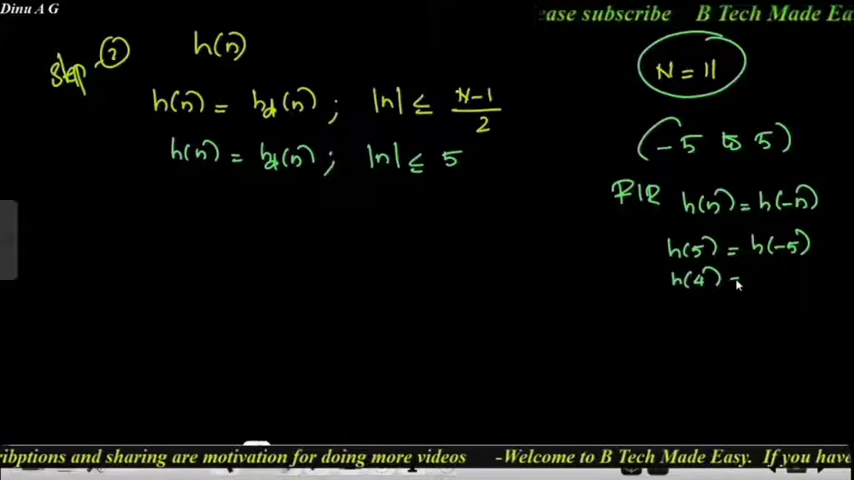 Dinu A G
ease subscribe B Tech Made Ea
Step-②
h(n)
h(n) = hd(n) ; |n| ≤ N-1/2
h(n) = hd(n) ; |n| ≤ 5
N = 11
(-5 to 5)
FIR h(n) = h(-n)
h(5) = h(-5)
h(4) =
ribptions and sharing are motivation for doing more videos -Welcome to B Tech Made Easy. If you have